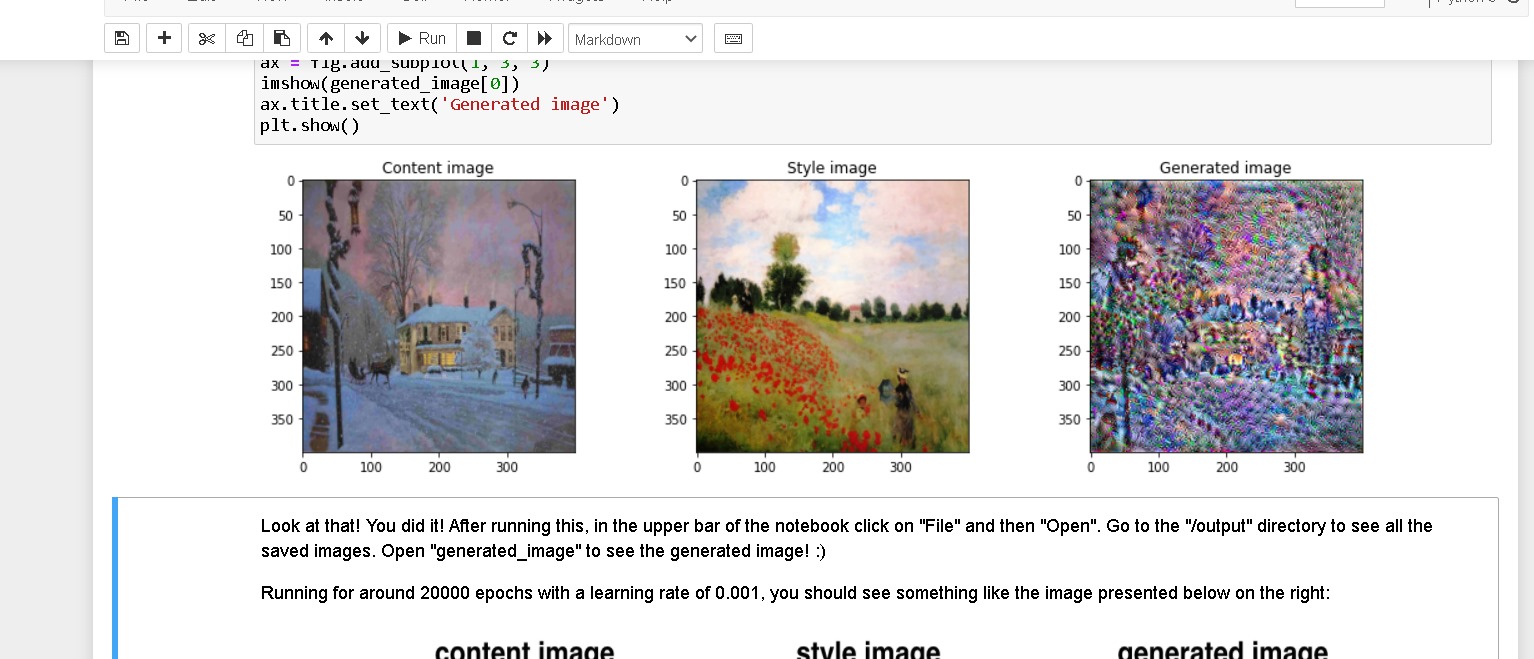 Run
Markdown
ax = fig.add_subplot(1, 3, 3)
imshow(generated_image[0])
ax.title.set_text('Generated image')
plt.show()
Content image
Style image
Generated image
0
50
100
150
200
250
300
350
0 100 200 300
0
50
100
150
200
250
300
350
0 100 200 300
0
50
100
150
200
250
300
350
0 100 200 300
Look at that! You did it! After running this, in the upper bar of the notebook click on "File" and then "Open". Go to the "/output" directory to see all the
saved images. Open "generated_image" to see the generated image! :)
Running for around 20000 epochs with a learning rate of 0.001, you should see something like the image presented below on the right:
content image style image generated image